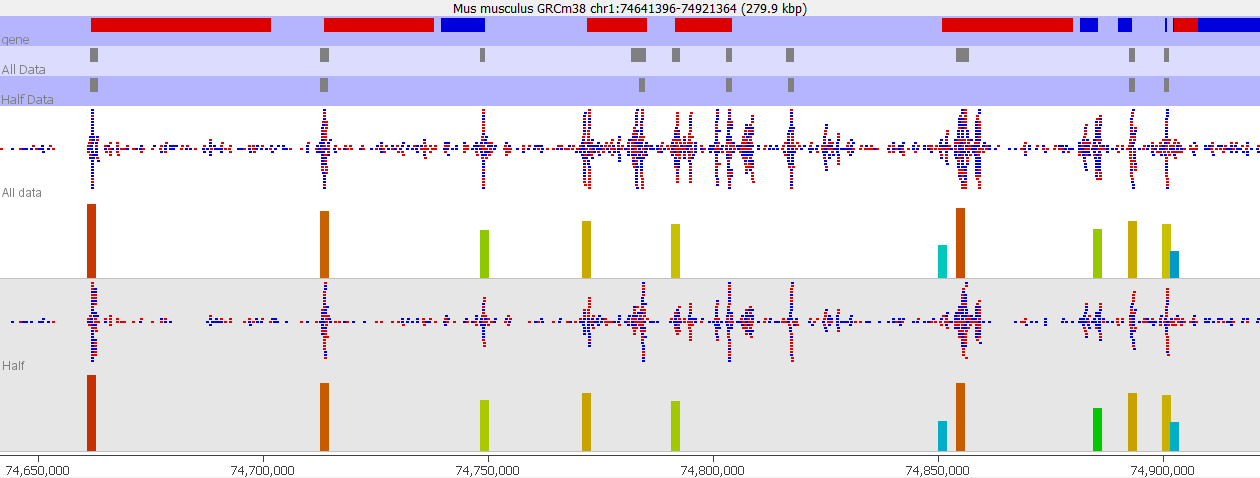 Mus musculus GRCm38 chr1:74641396-74921364 (279.9 kbp)
gene
All Data
Half Data
All data
Half
74,650,000 74,700,000 74,750,000 74,800,000 74,850,000 74,900,000